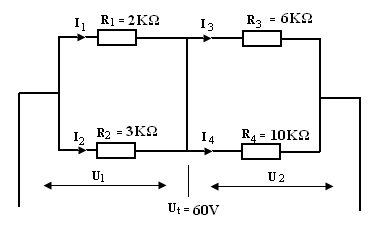 I₁ R₁ = 2KΩ I₃ R₃ = 6KΩ
I₂ R₂ = 3KΩ I₄ R₄ = 10KΩ
U₁ U₂
Uₜ = 60V